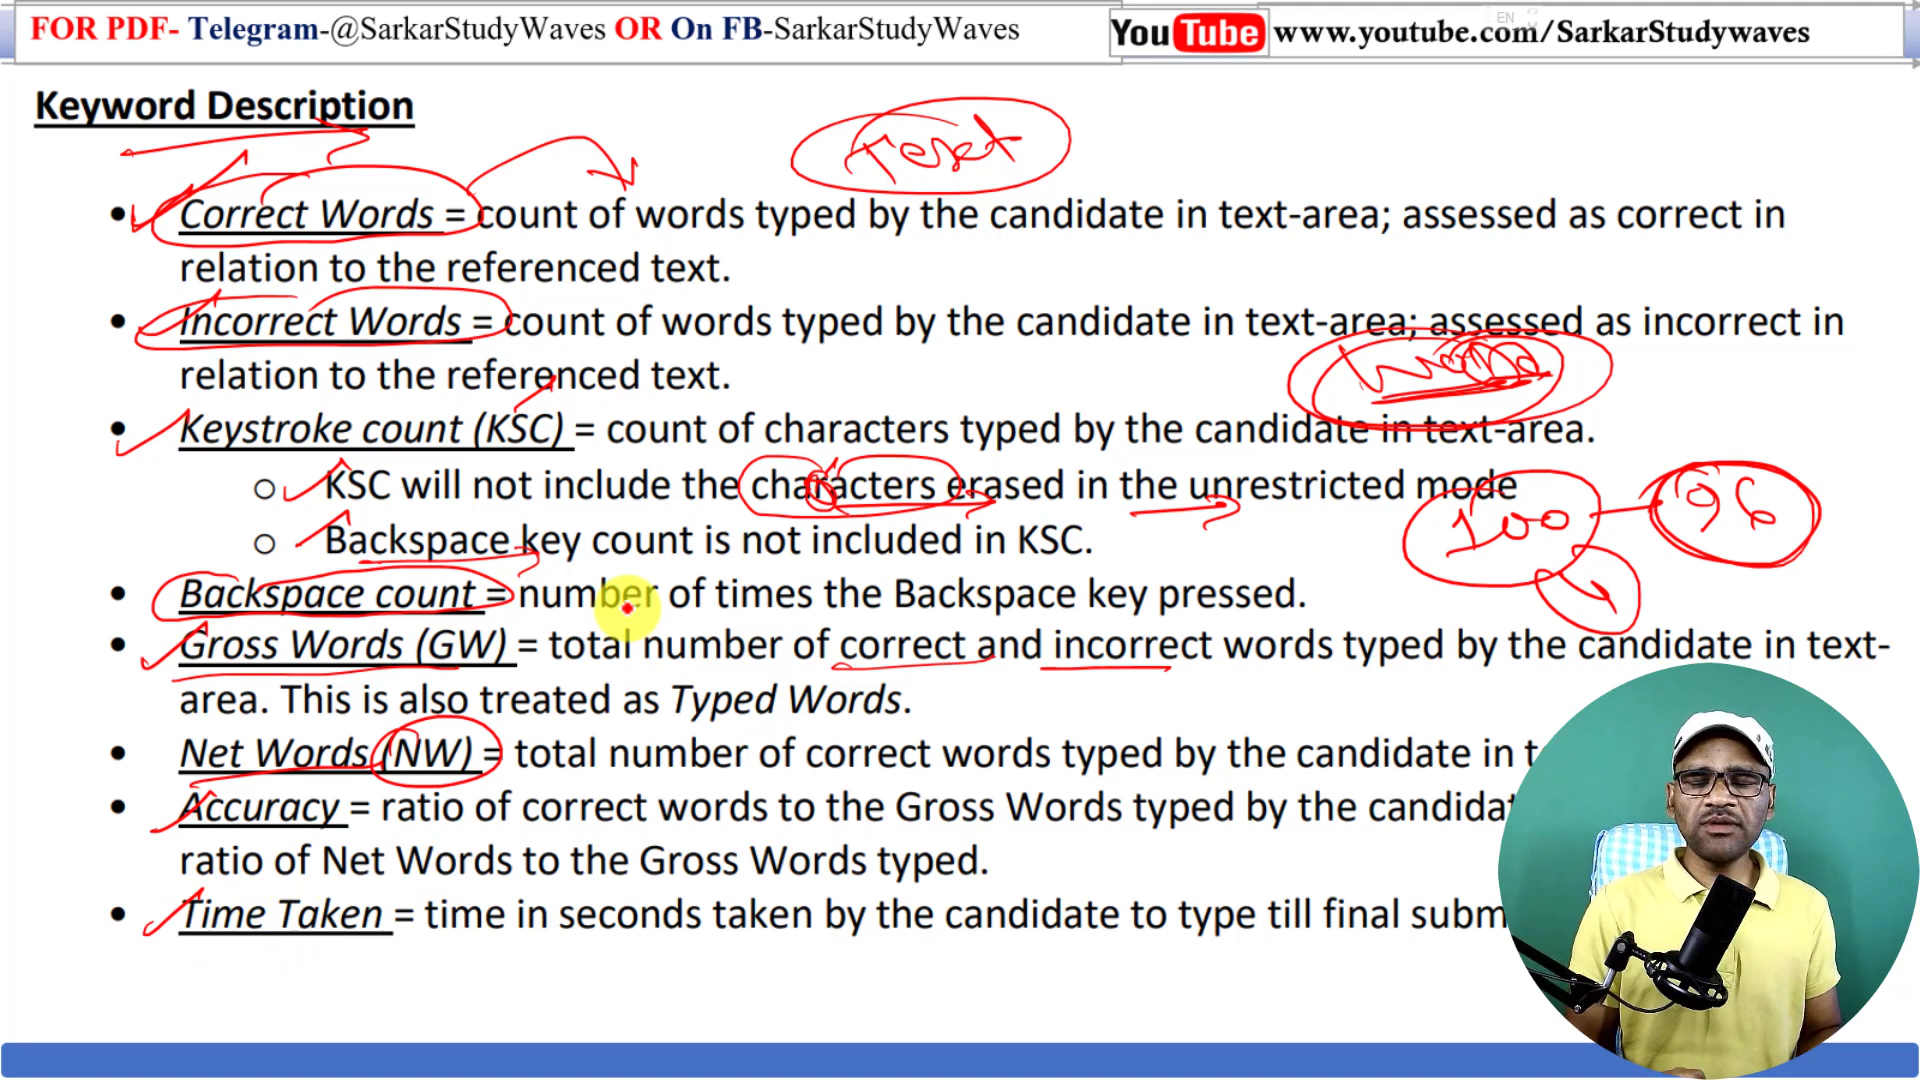 FOR PDF- Telegram-@SarkarStudyWaves OR On FB-SarkarStudyWaves
EN
YouTube www.youtube.com/SarkarStudywaves
Keyword Description
• Correct Words = count of words typed by the candidate in text-area; assessed as correct in
relation to the referenced text.
• Incorrect Words = count of words typed by the candidate in text-area; assessed as incorrect in
relation to the referenced text.
• Keystroke count (KSC) = count of characters typed by the candidate in text-area.
o KSC will not include the characters erased in the unrestricted mode
100 96
o Backspace key count is not included in KSC.
• Backspace count = number of times the Backspace key pressed.
4
• Gross Words (GW) = total number of correct and incorrect words typed by the candidate in text-
area. This is also treated as Typed Words.
• Net Words (NW) = total number of correct words typed by the candidate in
• Accuracy = ratio of correct words to the Gross Words typed by the
ratio of Net Words to the Gross Words typed.
• Time Taken = time in seconds taken by the candidate to type till final